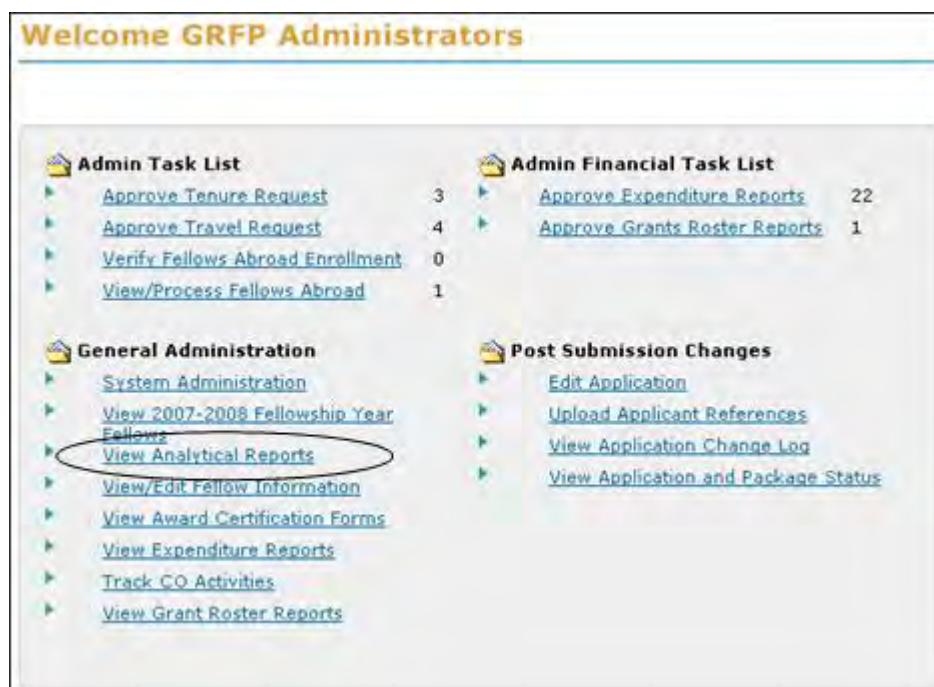 Welcome GRFP Administrators
Admin Task List
Approve Tenure Request 3
Approve Travel Request 4
Verify Fellows Abroad Enrollment 0
View/Process Fellows Abroad 1
Admin Financial Task List
Approve Expenditure Reports 22
Approve Grants Roster Reports 1
General Administration
System Administration
View 2007-2008 Fellowship Year
Fellows
View Analytical Reports
View/Edit Fellow Information
View Award Certification Forms
View Expenditure Reports
Track CO Activities
View Grant Roster Reports
Post Submission Changes
Edit Application
Upload Applicant References
View Application Change Log
View Application and Package Status